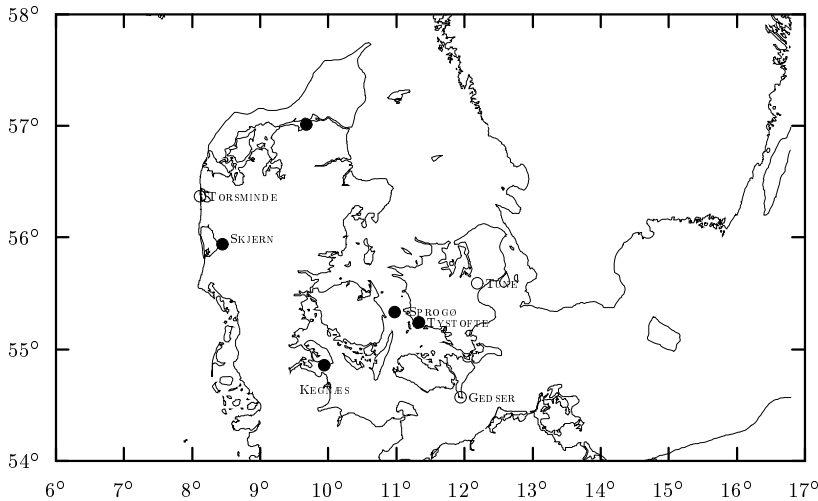 58°
57°
TORSMINDE
56°
SKJERN
TUNE
SPROGØ
TYSTOFTE
55°
KEGNÆS
GEDSER
54°
6° 7° 8° 9° 10° 11° 12° 13° 14° 15° 16° 17°